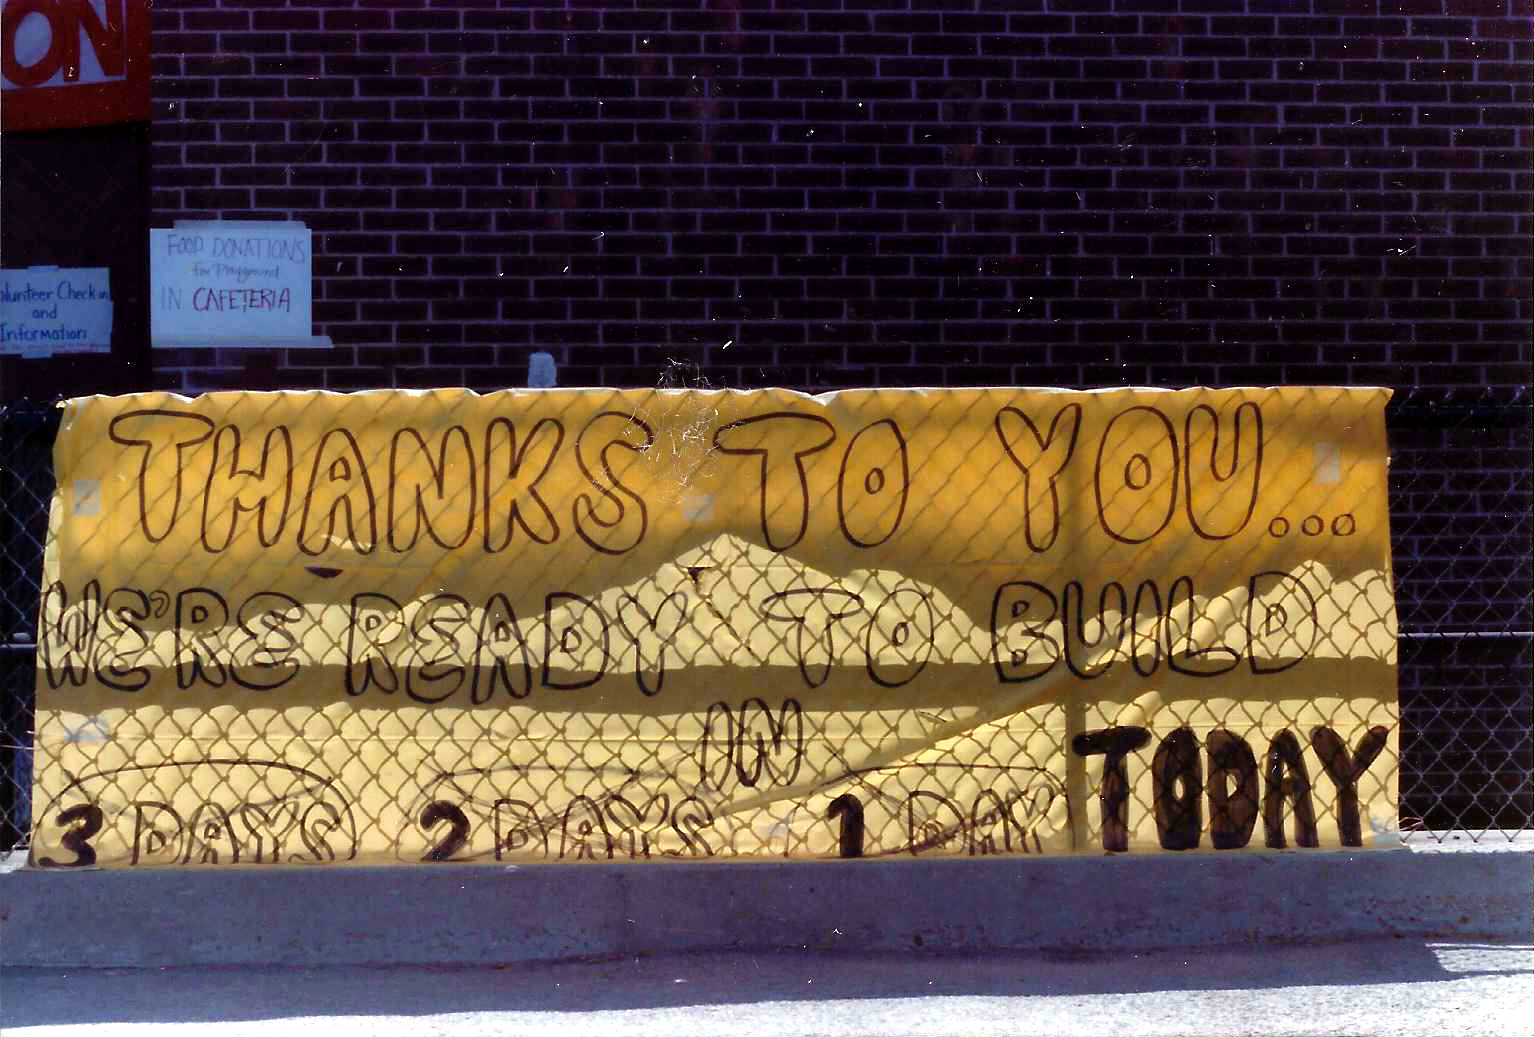 ON
FOOD DONATIONS
for Playground
IN CAFETERIA
olunteer Check in
and
Information
THANKS TO YOU...
WE'RE READY TO BUILD
IN
3 DAYS 2 DAYS 1 DAY TODAY